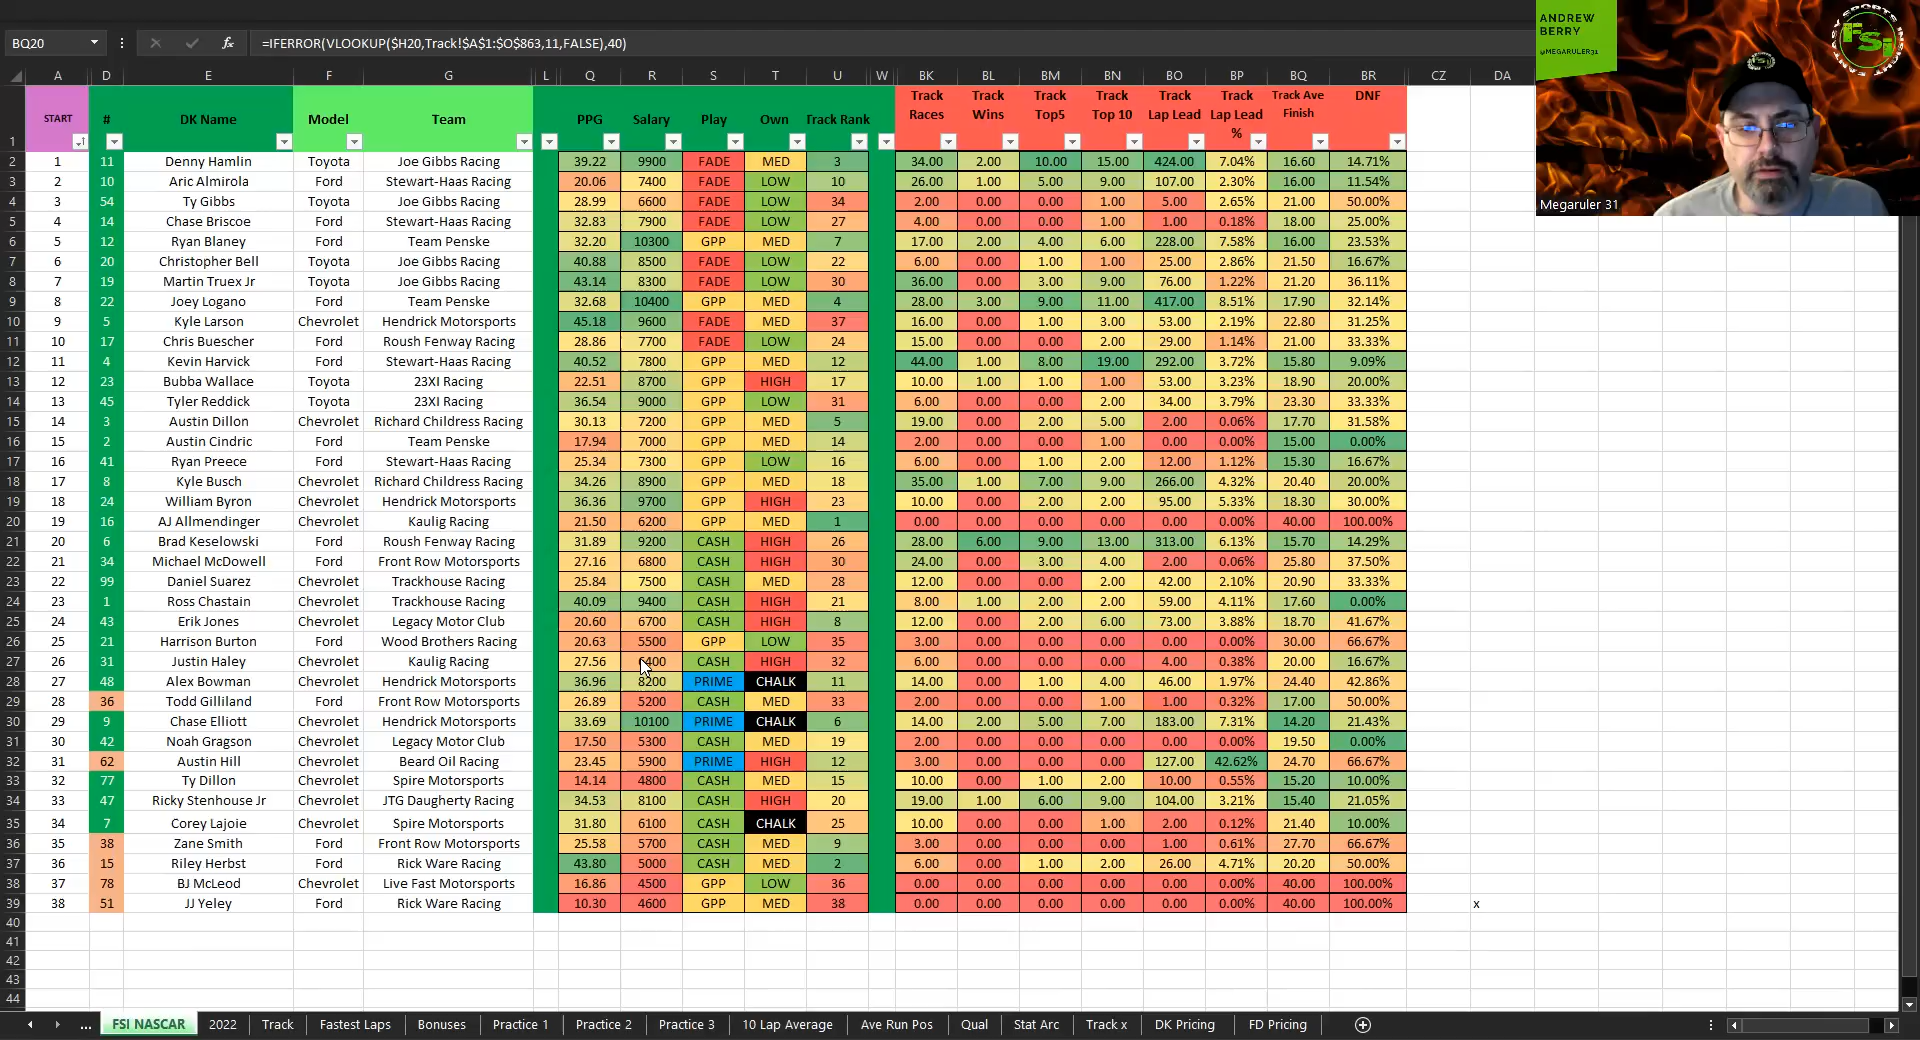 BQ20 fx =IFERROR(VLOOKUP($H20,Track!$A$1:$O$863,11,FALSE),40)
ANDREW
BERRY
@MEGARULER31
FSi
Megaruler 31
A D E F G L Q R S T U W BK BL BM BN BO BP BQ BR CZ DA
1 START # DK Name Model Team PPG Salary Play Own Track Rank Track Races Track Wins Track Top5 Track Top 10 Track Lap Lead Track Lap Lead % Track Ave Finish DNF
2 1 11 Denny Hamlin Toyota Joe Gibbs Racing 39.22 9900 FADE MED 3 34.00 2.00 10.00 15.00 424.00 7.04% 16.60 14.71%
3 2 10 Aric Almirola Ford Stewart-Haas Racing 20.06 7400 FADE LOW 10 26.00 1.00 5.00 9.00 107.00 2.30% 16.00 11.54%
4 3 54 Ty Gibbs Toyota Joe Gibbs Racing 28.99 6600 FADE LOW 34 2.00 0.00 0.00 1.00 5.00 2.65% 21.00 50.00%
5 4 14 Chase Briscoe Ford Stewart-Haas Racing 32.83 7900 FADE LOW 27 4.00 0.00 0.00 1.00 1.00 0.18% 18.00 25.00%
6 5 12 Ryan Blaney Ford Team Penske 32.20 10300 GPP MED 7 17.00 2.00 4.00 6.00 228.00 7.58% 16.00 23.53%
7 6 20 Christopher Bell Toyota Joe Gibbs Racing 40.88 8500 FADE LOW 22 6.00 0.00 1.00 1.00 25.00 2.86% 21.50 16.67%
8 7 19 Martin Truex Jr Toyota Joe Gibbs Racing 43.14 8300 FADE LOW 30 36.00 0.00 3.00 9.00 76.00 1.22% 21.20 36.11%
9 8 22 Joey Logano Ford Team Penske 32.68 10400 GPP MED 4 28.00 3.00 9.00 11.00 417.00 8.51% 17.90 32.14%
10 9 5 Kyle Larson Chevrolet Hendrick Motorsports 45.18 9600 FADE MED 37 16.00 0.00 1.00 3.00 53.00 2.19% 22.80 31.25%
11 10 17 Chris Buescher Ford Roush Fenway Racing 28.86 7700 FADE LOW 24 15.00 0.00 0.00 2.00 29.00 1.14% 21.00 33.33%
12 11 4 Kevin Harvick Ford Stewart-Haas Racing 40.52 7800 GPP MED 12 44.00 1.00 8.00 19.00 292.00 3.72% 15.80 9.09%
13 12 23 Bubba Wallace Toyota 23XI Racing 22.51 8700 GPP HIGH 17 10.00 1.00 1.00 1.00 53.00 3.23% 18.90 20.00%
14 13 45 Tyler Reddick Toyota 23XI Racing 36.54 9000 GPP LOW 31 6.00 0.00 0.00 2.00 34.00 3.79% 23.30 33.33%
15 14 3 Austin Dillon Chevrolet Richard Childress Racing 30.13 7200 GPP MED 5 19.00 0.00 2.00 5.00 2.00 0.06% 17.70 31.58%
16 15 2 Austin Cindric Ford Team Penske 17.94 7000 GPP MED 14 2.00 0.00 0.00 1.00 0.00 0.00% 15.00 0.00%
17 16 41 Ryan Preece Ford Stewart-Haas Racing 25.34 7300 GPP LOW 16 6.00 0.00 1.00 2.00 12.00 1.12% 15.30 16.67%
18 17 8 Kyle Busch Chevrolet Richard Childress Racing 34.26 8900 GPP MED 18 35.00 1.00 7.00 9.00 266.00 4.32% 20.40 20.00%
19 18 24 William Byron Chevrolet Hendrick Motorsports 36.36 9700 GPP HIGH 23 10.00 0.00 2.00 2.00 95.00 5.33% 18.30 30.00%
20 19 16 AJ Allmendinger Chevrolet Kaulig Racing 21.50 6200 GPP MED 1 0.00 0.00 0.00 0.00 0.00 0.00% 40.00 100.00%
21 20 6 Brad Keselowski Ford Roush Fenway Racing 31.89 9200 CASH HIGH 26 28.00 6.00 9.00 13.00 313.00 6.13% 15.70 14.29%
22 21 34 Michael McDowell Ford Front Row Motorsports 27.16 6800 CASH HIGH 30 24.00 0.00 3.00 4.00 2.00 0.06% 25.80 37.50%
23 22 99 Daniel Suarez Chevrolet Trackhouse Racing 25.84 7500 CASH MED 28 12.00 0.00 0.00 2.00 42.00 2.10% 20.90 33.33%
24 23 1 Ross Chastain Chevrolet Trackhouse Racing 40.09 9400 CASH HIGH 21 8.00 1.00 2.00 2.00 59.00 4.11% 17.60 0.00%
25 24 43 Erik Jones Chevrolet Legacy Motor Club 20.60 6700 CASH HIGH 8 12.00 0.00 2.00 6.00 73.00 3.88% 18.70 41.67%
26 25 21 Harrison Burton Ford Wood Brothers Racing 20.63 5500 GPP LOW 35 3.00 0.00 0.00 0.00 0.00 0.00% 30.00 66.67%
27 26 31 Justin Haley Chevrolet Kaulig Racing 27.56 CASH HIGH 32 6.00 0.00 0.00 0.00 4.00 0.38% 20.00 16.67%
28 27 48 Alex Bowman Chevrolet Hendrick Motorsports 36.96 8200 PRIME CHALK 11 14.00 0.00 1.00 4.00 46.00 1.97% 24.40 42.86%
29 28 36 Todd Gilliland Ford Front Row Motorsports 26.89 5200 CASH MED 33 2.00 0.00 0.00 1.00 1.00 0.32% 17.00 50.00%
30 29 9 Chase Elliott Chevrolet Hendrick Motorsports 33.69 10100 PRIME CHALK 6 14.00 2.00 5.00 7.00 183.00 7.31% 14.20 21.43%
31 30 42 Noah Gragson Chevrolet Legacy Motor Club 17.50 5300 CASH MED 19 2.00 0.00 0.00 0.00 0.00 0.00% 19.50 0.00%
32 31 62 Austin Hill Chevrolet Beard Oil Racing 23.45 5900 PRIME HIGH 12 3.00 0.00 0.00 0.00 127.00 42.62% 24.70 66.67%
33 32 77 Ty Dillon Chevrolet Spire Motorsports 14.14 4800 CASH MED 15 10.00 0.00 1.00 2.00 10.00 0.55% 15.20 10.00%
34 33 47 Ricky Stenhouse Jr Chevrolet JTG Daugherty Racing 34.53 8100 CASH HIGH 20 19.00 1.00 6.00 9.00 104.00 3.21% 15.40 21.05%
35 34 7 Corey Lajoie Chevrolet Spire Motorsports 31.80 6100 CASH CHALK 25 10.00 0.00 0.00 1.00 2.00 0.12% 21.40 10.00%
36 35 38 Zane Smith Ford Front Row Motorsports 25.58 5700 CASH MED 9 3.00 0.00 0.00 0.00 1.00 0.61% 27.70 66.67%
37 36 15 Riley Herbst Ford Rick Ware Racing 43.80 5000 CASH MED 2 6.00 0.00 1.00 2.00 26.00 4.71% 20.20 50.00%
38 37 78 BJ McLeod Chevrolet Live Fast Motorsports 16.86 4500 GPP LOW 36 0.00 0.00 0.00 0.00 0.00 0.00% 40.00 100.00%
39 38 51 JJ Yeley Ford Rick Ware Racing 10.30 4600 GPP MED 38 0.00 0.00 0.00 0.00 0.00 0.00% 40.00 100.00% x
40
41
42
43
44
... FSI NASCAR 2022 Track Fastest Laps Bonuses Practice 1 Practice 2 Practice 3 10 Lap Average Ave Run Pos Qual Stat Arc Track x DK Pricing FD Pricing